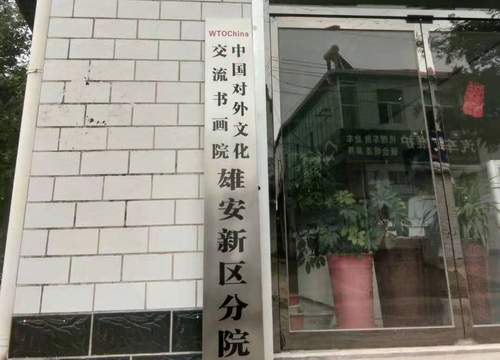 WTOChina
中国对外文化
交流书画院
雄安新区分院